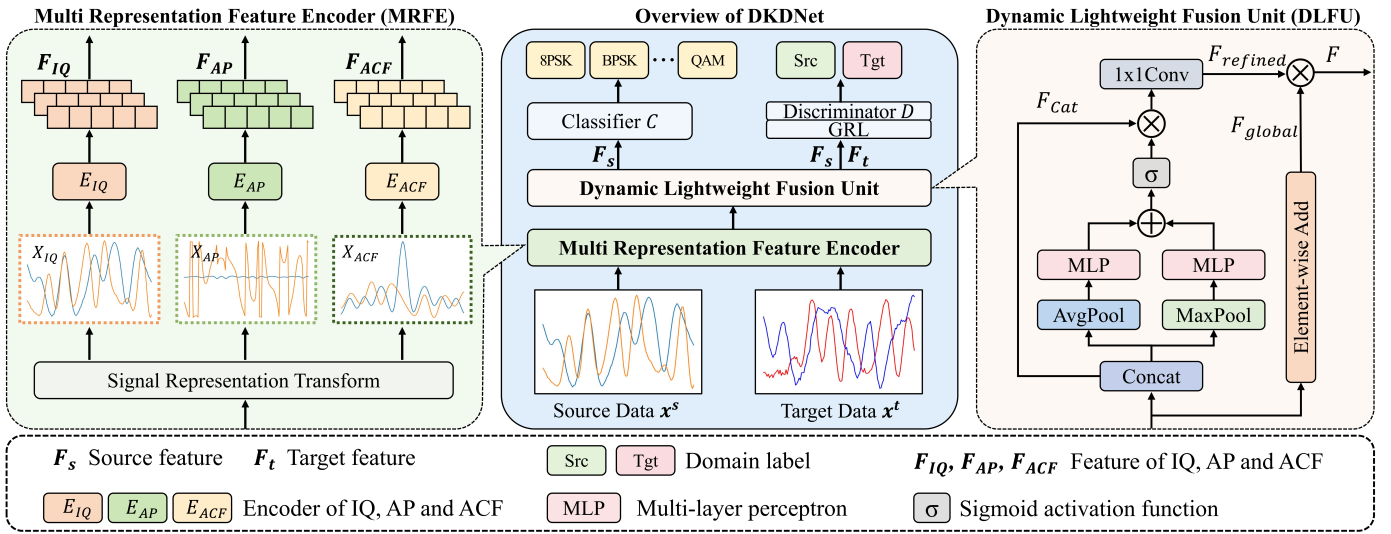 Multi Representation Feature Encoder (MRFE)
F_IQ F_AP F_ACF
E_IQ E_AP E_ACF
X_IQ X_AP X_ACF
Signal Representation Transform
Overview of DKDNet
8PSK BPSK ··· QAM Src Tgt
Classifier C
Discriminator D
GRL
F_s F_s F_t
Dynamic Lightweight Fusion Unit
Multi Representation Feature Encoder
Source Data x^s Target Data x^t
Dynamic Lightweight Fusion Unit (DLFU)
1x1Conv F_refined F
F_Cat
F_global
σ
MLP MLP
AvgPool MaxPool
Concat
Element-wise Add
F_s Source feature F_t Target feature Src Tgt Domain label F_IQ, F_AP, F_ACF Feature of IQ, AP and ACF
E_IQ E_AP E_ACF Encoder of IQ, AP and ACF MLP Multi-layer perceptron σ Sigmoid activation function